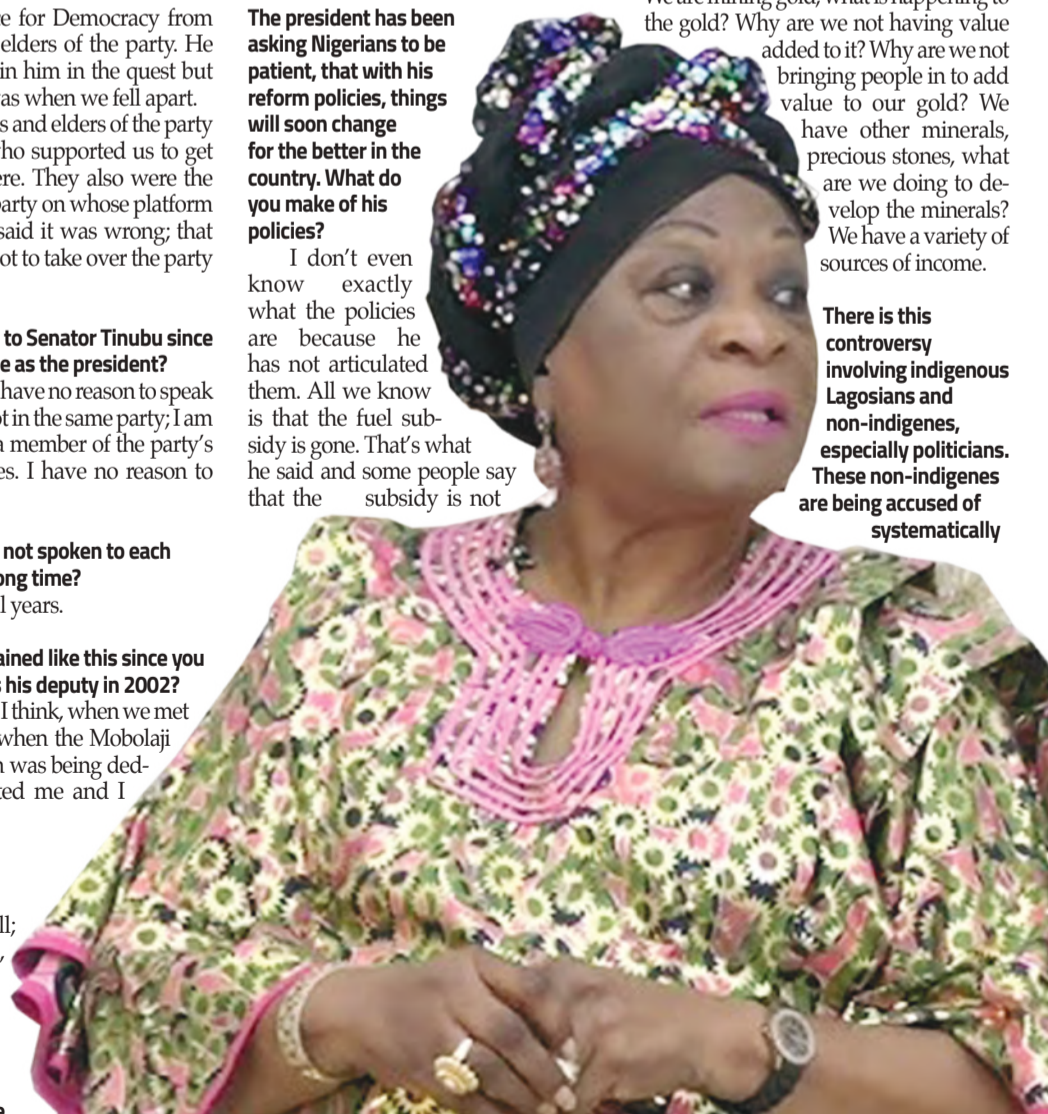 re for Democracy from
elders of the party. He
in him in the quest but
as when we fell apart.
s and elders of the party
ho supported us to get
ere. They also were the
arty on whose platform
said it was wrong; that
ot to take over the party
to Senator Tinubu since
e as the president?
have no reason to speak
ot in the same party; I am
a member of the party's
es. I have no reason to
not spoken to each
ong time?
l years.
ained like this since you
s his deputy in 2002?
I think, when we met
when the Mobolaji
n was being ded-
ted me and I
ll;
The president has been
asking Nigerians to be
patient, that with his
reform policies, things
will soon change
for the better in the
country. What do
you make of his
policies?
I don't even
know exactly
what the policies
are because he
has not articulated
them. All we know
is that the fuel sub-
sidy is gone. That's what
he said and some people say
that the subsidy is not
We are mining gold, what is happening to
the gold? Why are we not having value
added to it? Why are we not
bringing people in to add
value to our gold? We
have other minerals,
precious stones, what
are we doing to de-
velop the minerals?
We have a variety of
sources of income.
There is this
controversy
involving indigenous
Lagosians and
non-indigenes,
especially politicians.
These non-indigenes
are being accused of
systematically